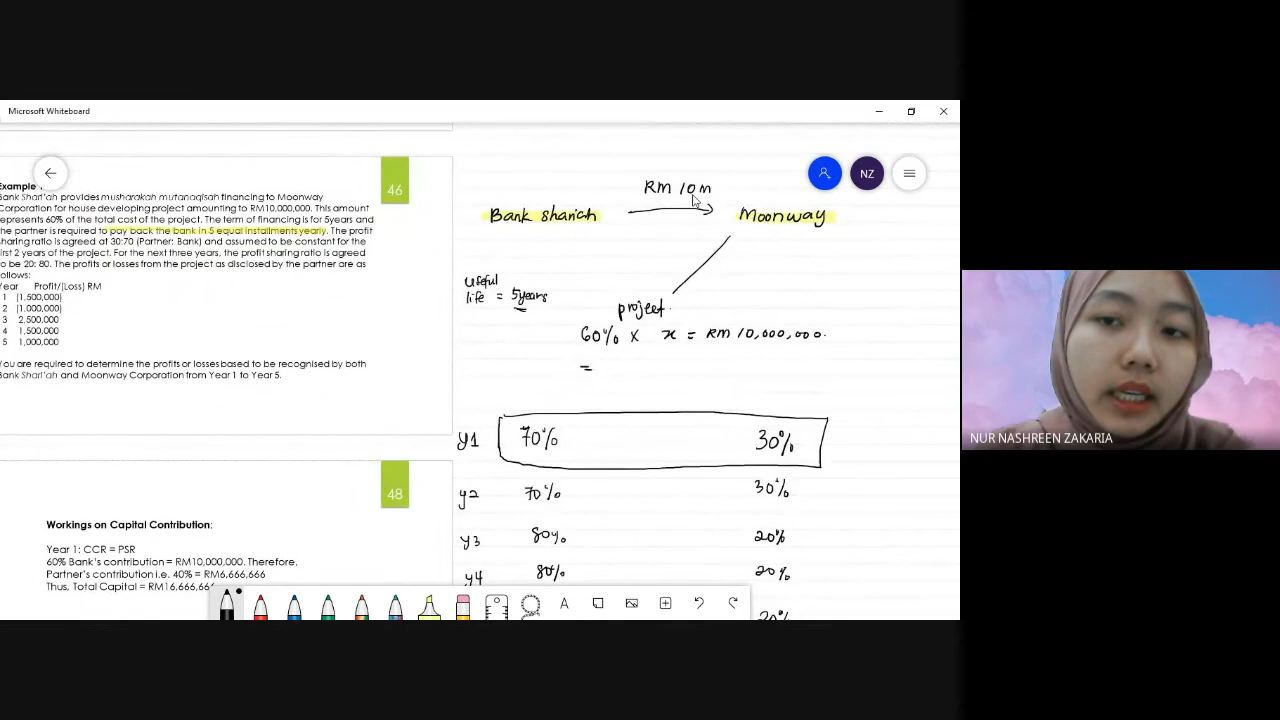 Microsoft Whiteboard
46
Example
Bank Shari'ah provides musharakah mutanaqisah financing to Moonway
Corporation for house developing project amounting to RM10,000,000. This amount
represents 60% of the total cost of the project. The term of financing is for 5years and
the partner is required to pay back the bank in 5 equal installments yearly. The profit
sharing ratio is agreed at 30:70 (Partner: Bank) and assumed to be constant for the
first 2 years of the project. For the next three years, the profit sharing ratio is agreed
to be 20: 80. The profits or losses from the project as disclosed by the partner are as
follows:
Year Profit/(Loss) RM
1 (1,500,000)
2 (1,000,000)
3 2,500,000
4 1,500,000
5 1,000,000
You are required to determine the profits or losses based to be recognised by both
Bank Shari'ah and Moonway Corporation from Year 1 to Year 5.
48
Workings on Capital Contribution:
Year 1: CCR = PSR
60% Bank's contribution = RM10,000,000. Therefore,
Partner's contribution i.e. 40% = RM6,666,666
Thus, Total Capital = RM16,666,666
NZ
RM 10M
Bank shariah
Moonway
useful
life = 5years
project
60% x x = RM 10,000,000.
=
y1 70% 30%
y2 70% 30%
y3 80% 20%
y4 80% 20%
20%
A
NUR NASHREEN ZAKARIA